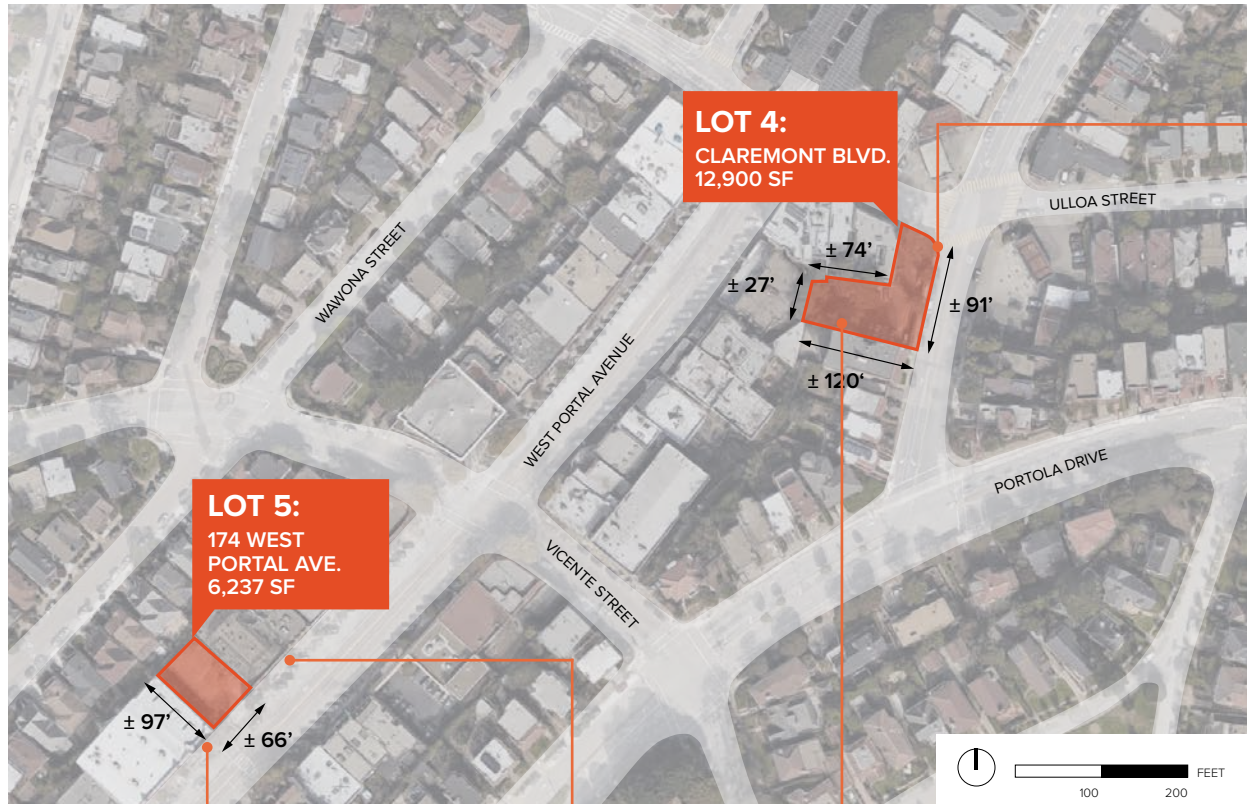 LOT 4:
CLAREMONT BLVD.
12,900 SF
ULLOA STREET
± 74’
± 27’
± 91’
± 120‘
WAWONA STREET
WEST PORTAL AVENUE
PORTOLA DRIVE
LOT 5:
174 WEST
PORTAL AVE.
6,237 SF
VICENTE STREET
± 97’
± 66’
FEET
100 200